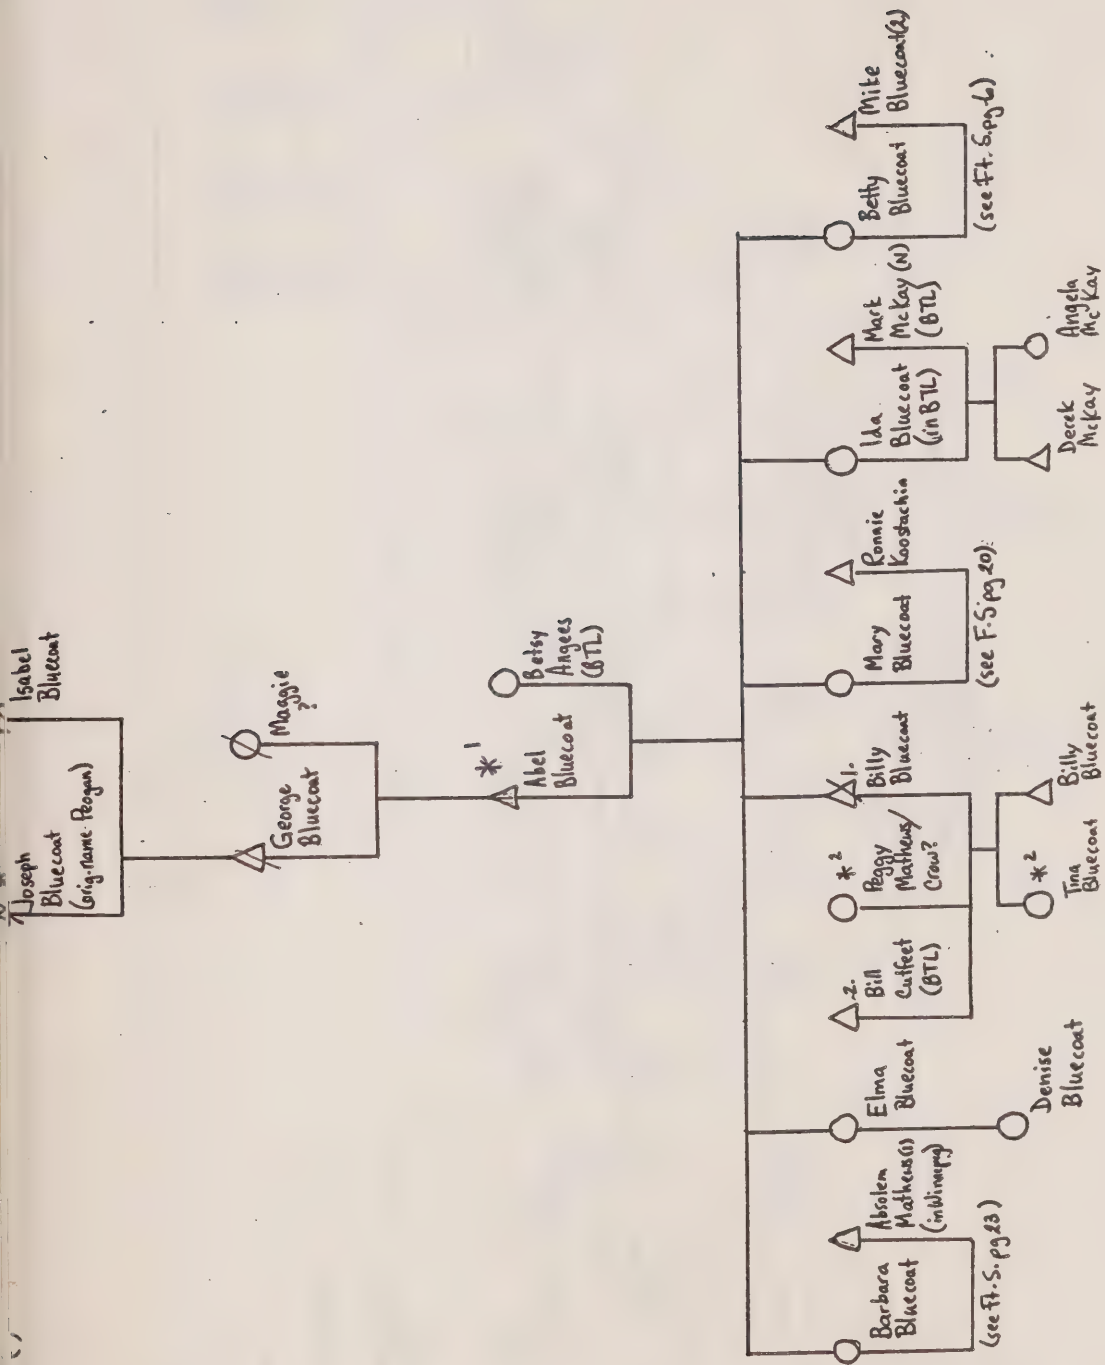 Joseph
Bluecoat
(orig. name. Peogan)
Isabel
Bluecoat
George
Bluecoat
Maggie
?
*1
Abel
Bluecoat
Betsy
Angees
(BTL)
Barbara
Bluecoat
Absolem
Mathews(1)
(in Winnipeg)
(see Ft. S. pg 23)
Elma
Bluecoat
Denise
Bluecoat
2.
Bill
Cutfeet
(BTL)
*2
Peggy
Mathews/
Crow?
1.
Billy
Bluecoat
*2
Tina
Bluecoat
Billy
Bluecoat
Mary
Bluecoat
Ronnie
Koostachin
(see F.S. pg 20).
Ida
Bluecoat
(in BTL)
Mark
McKay (N)
(BTL)
Derek
McKay
Angela
McKay
Betty
Bluecoat
Mike
Bluecoat(2)
(see Ft. S. pg 6).